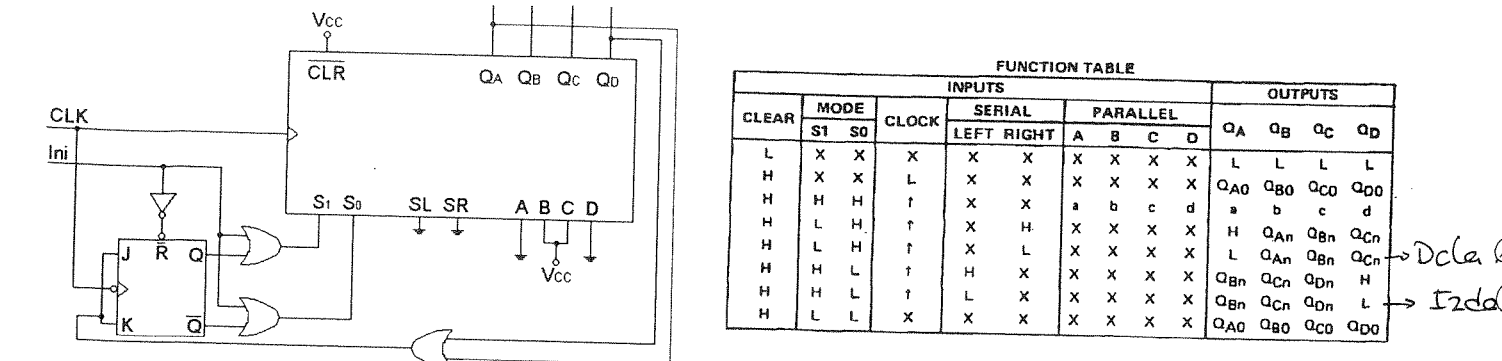 Vcc
CLR
QA QB QC QD
CLK
Ini
S1 S0 SL SR A B C D
Vcc
J R Q
K Q
FUNCTION TABLE
INPUTS OUTPUTS
CLEAR MODE CLOCK SERIAL PARALLEL QA QB QC QD
S1 S0 LEFT RIGHT A B C D
L X X X X X X X X X L L L L
H X X L X X X X X X QA0 QB0 QC0 QD0
H H H ↑ X X a b c d a b c d
H L H ↑ X H X X X X H QAn QBn QCn
H L H ↑ X L X X X X L QAn QBn QCn
H H L ↑ H X X X X X QBn QCn QDn H
H H L ↑ L X X X X X QBn QCn QDn L
H L L X X X X X X X QA0 QB0 QC0 QD0